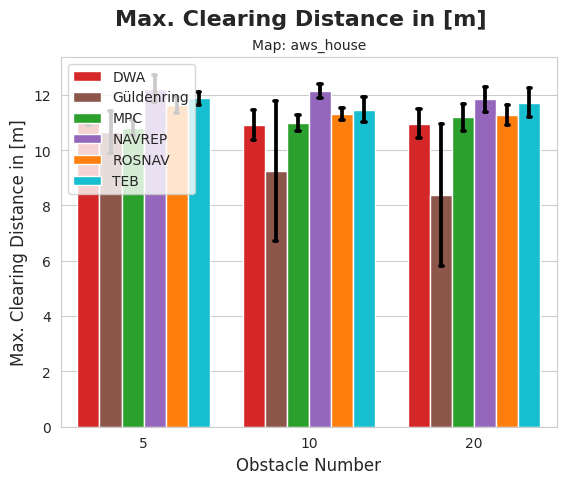 Max. Clearing Distance in [m]
Map: aws_house
Max. Clearing Distance in [m]
12
10
8
6
4
2
0
DWA
Güldenring
MPC
NAVREP
ROSNAV
TEB
5
10
20
Obstacle Number